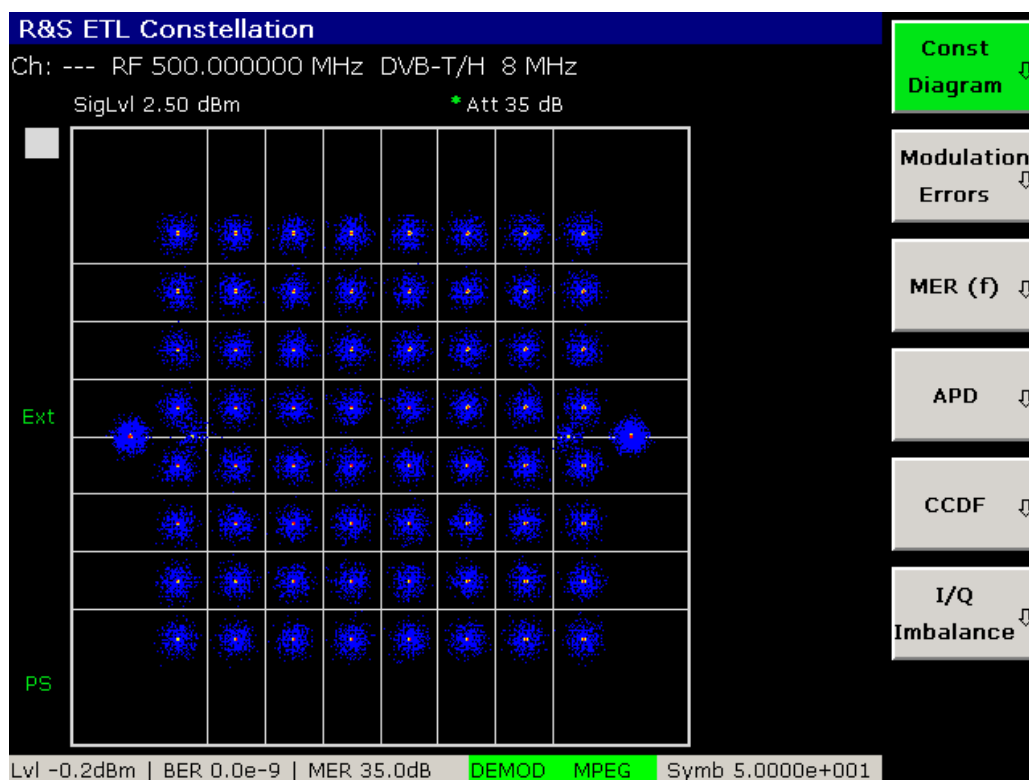 R&S ETL Constellation
Ch: --- RF 500.000000 MHz DVB-T/H 8 MHz
SigLvl 2.50 dBm * Att 35 dB
Ext
PS
Lvl -0.2dBm | BER 0.0e-9 | MER 35.0dB DEMOD MPEG Symb 5.0000e+001
Const
Diagram
Modulation
Errors
MER (f)
APD
CCDF
I/Q
Imbalance